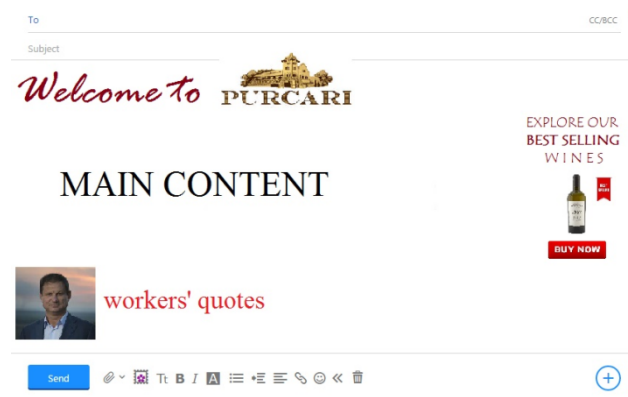 To
CC/BCC
Subject
Welcome To
PURCARI
EXPLORE OUR
BEST SELLING
WINES
MAIN CONTENT
BUY NOW
workers' quotes
Send
Tt B I A